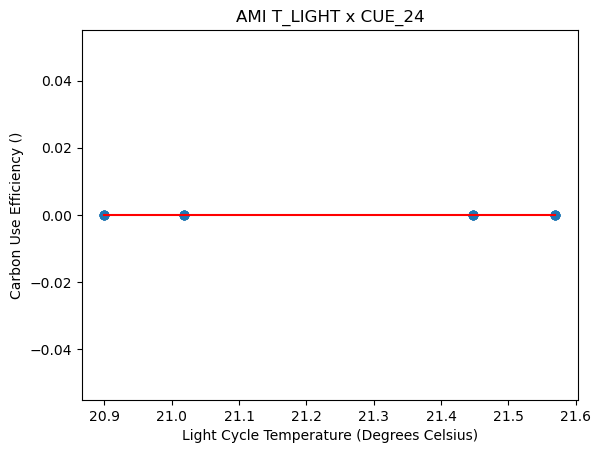 AMI T_LIGHT x CUE_24
Carbon Use Efficiency ()
0.04
0.02
0.00
−0.02
−0.04
20.9 21.0 21.1 21.2 21.3 21.4 21.5 21.6
Light Cycle Temperature (Degrees Celsius)